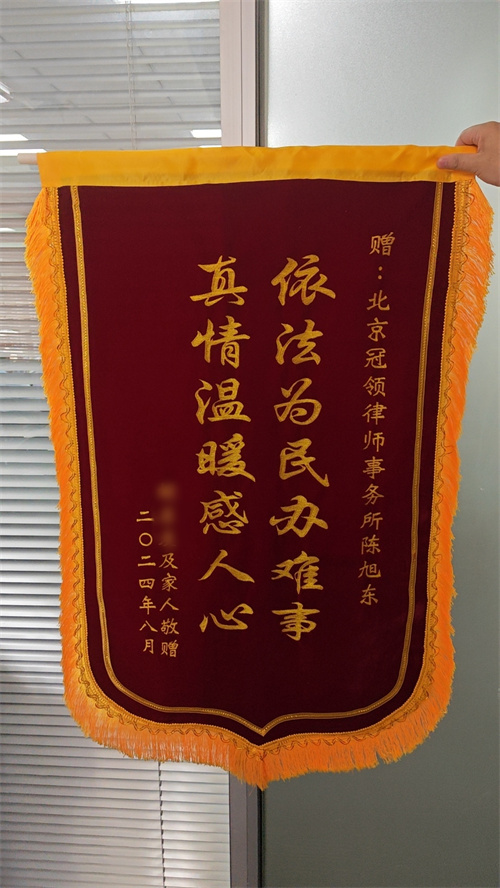 赠：北京冠领律师事务所陈旭东
依法为民办难事
真情温暖感人心
及家人敬赠
二〇二四年八月